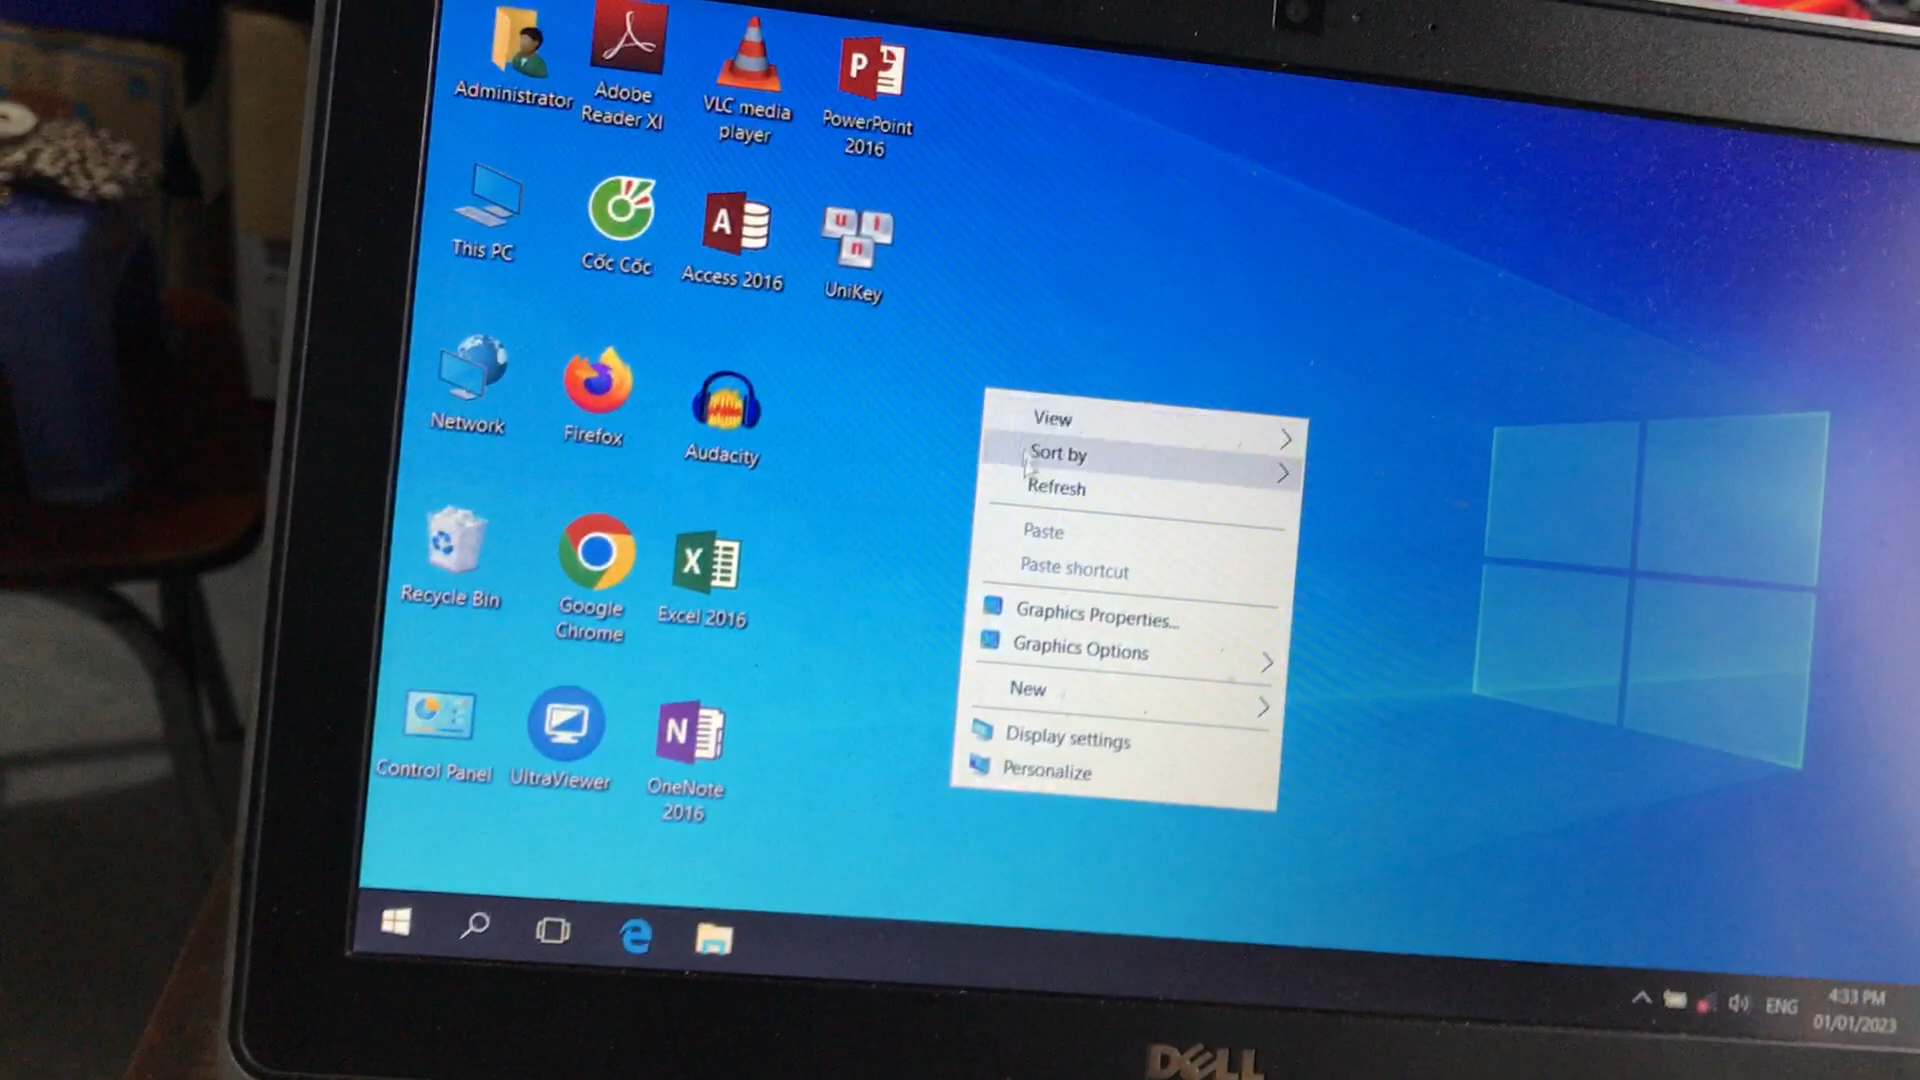 Administrator
Adobe
Reader XI
VLC media
player
PowerPoint
2016
This PC
Cốc Cốc
Access 2016
UniKey
Network
Firefox
Audacity
Recycle Bin
Google
Chrome
Excel 2016
Control Panel
UltraViewer
OneNote
2016
View
Sort by
Refresh
Paste
Paste shortcut
Graphics Properties...
Graphics Options
New
Display settings
Personalize
ENG
4:33 PM
01/01/2023
DELL